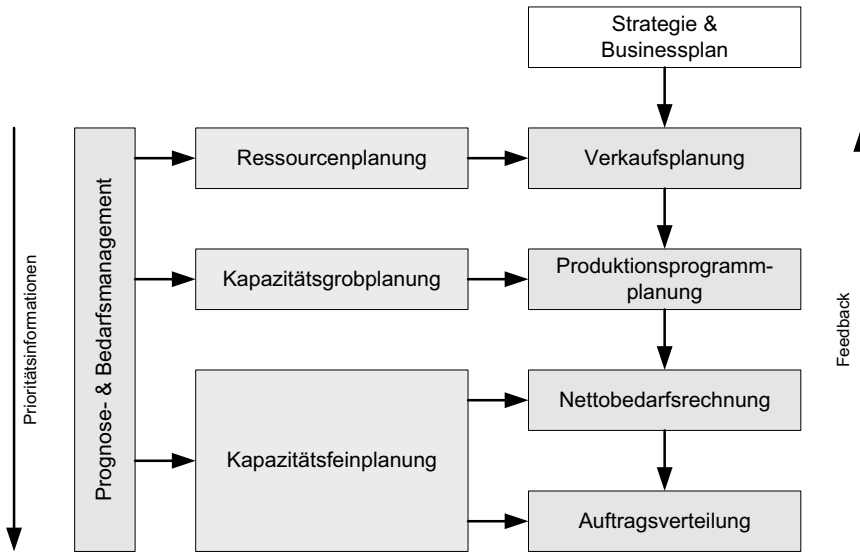 Strategie &
Businessplan
Ressourcenplanung
Verkaufsplanung
Kapazitätsgrobplanung
Produktionsprogramm-
planung
Kapazitätsfeinplanung
Nettobedarfsrechnung
Auftragsverteilung
Prioritätsinformationen
Prognose- & Bedarfsmanagement
Feedback